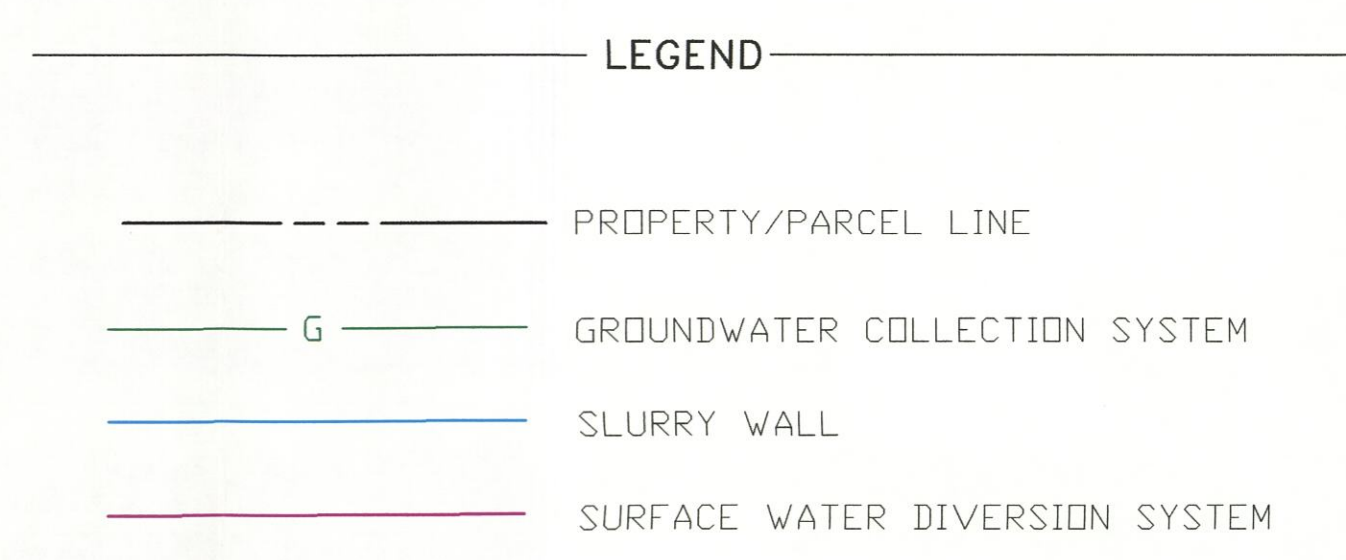 LEGEND
PROPERTY/PARCEL LINE
G GROUNDWATER COLLECTION SYSTEM
SLURRY WALL
SURFACE WATER DIVERSION SYSTEM